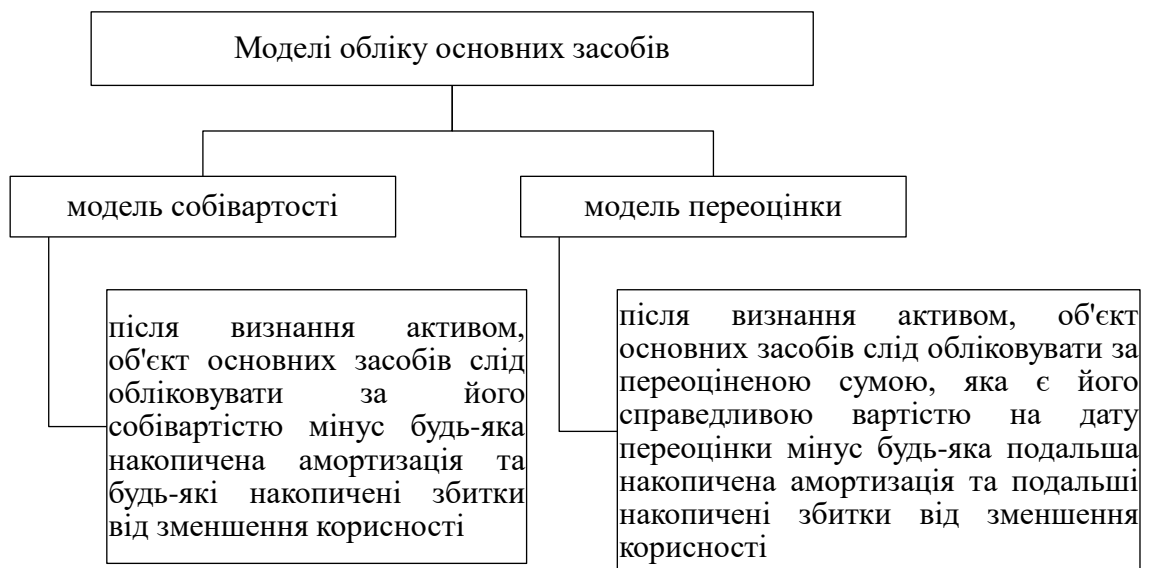 Моделі обліку основних засобів
модель собівартості
модель переоцінки
після визнання активом,
об'єкт основних засобів слід
обліковувати за його
собівартістю мінус будь-яка
накопичена амортизація та
будь-які накопичені збитки
від зменшення корисності
після визнання активом, об'єкт
основних засобів слід обліковувати за
переоціненою сумою, яка є його
справедливою вартістю на дату
переоцінки мінус будь-яка подальша
накопичена амортизація та подальші
накопичені збитки від зменшення
корисності